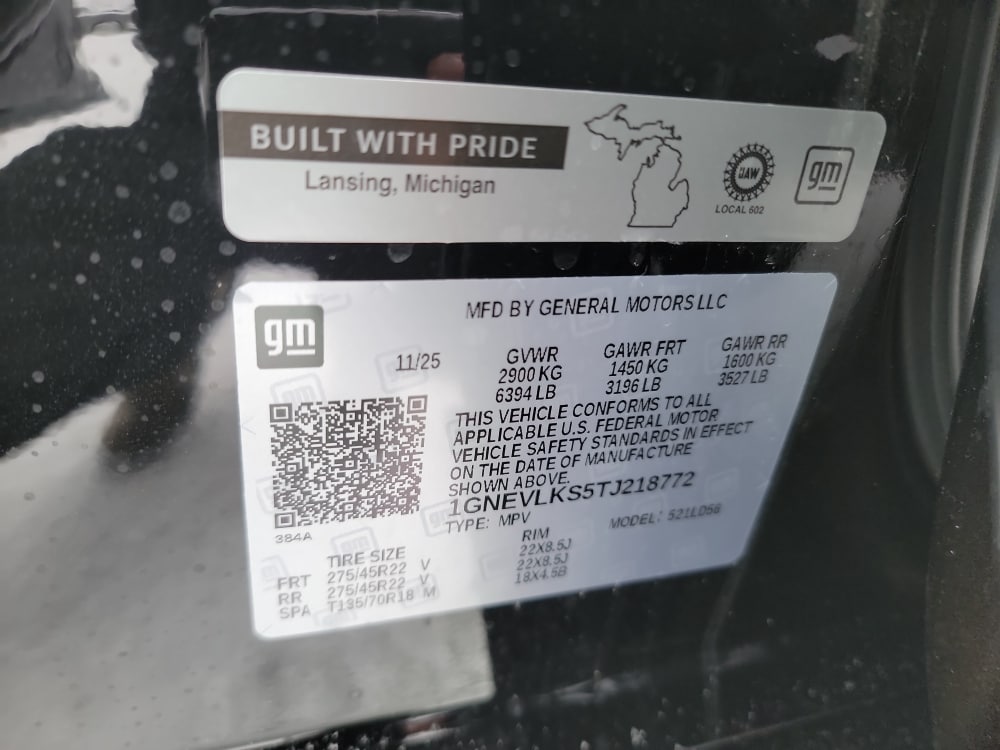 BUILT WITH PRIDE
Lansing, Michigan
UAW
LOCAL 602
gm
gm
MFD BY GENERAL MOTORS LLC
11/25
GVWR GAWR FRT GAWR RR
2900 KG 1450 KG 1600 KG
6394 LB 3196 LB 3527 LB
THIS VEHICLE CONFORMS TO ALL
APPLICABLE U.S. FEDERAL MOTOR
VEHICLE SAFETY STANDARDS IN EFFECT
ON THE DATE OF MANUFACTURE
SHOWN ABOVE.
1GNEVLKS5TJ218772
TYPE: MPV MODEL: 521LD56
384A
TIRE SIZE RIM
FRT 275/45R22 V 22X8.5J
RR 275/45R22 V 22X8.5J
SPA T135/70R18 M 18X4.5B